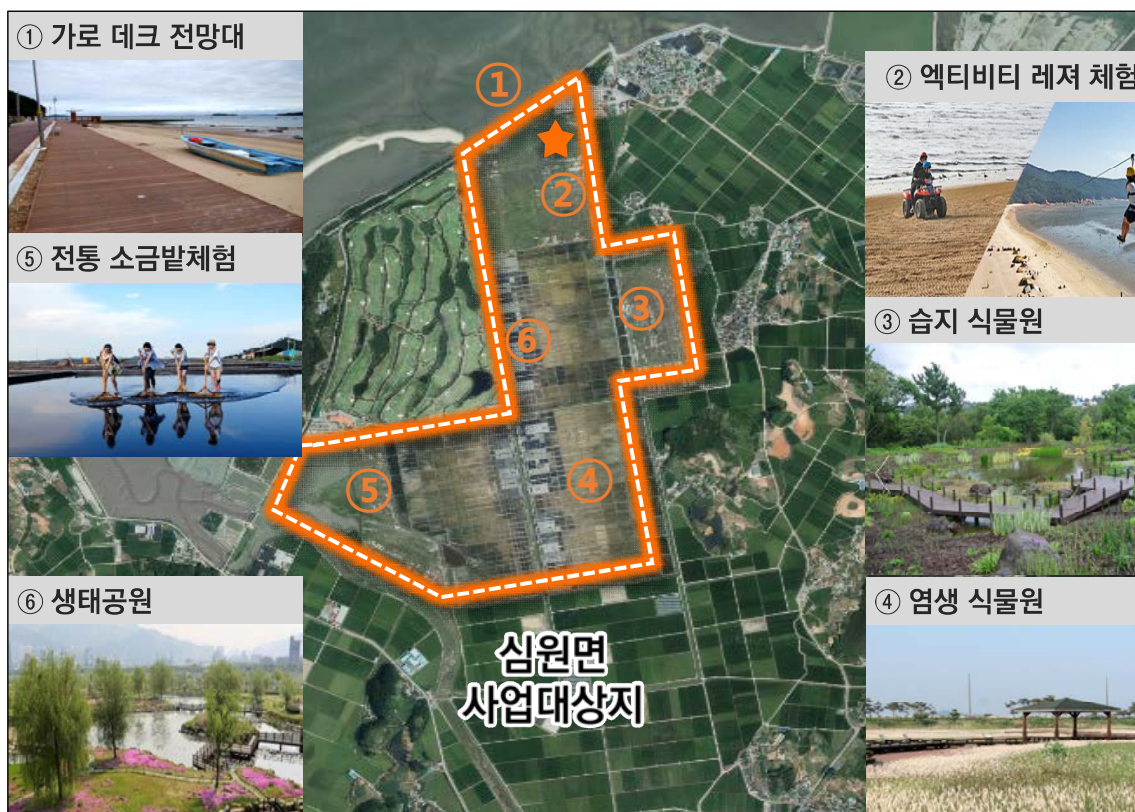 ① 가로 데크 전망대
⑤ 전통 소금밭체험
⑥ 생태공원
①
②
③
⑥
⑤
④
심원면
사업대상지
② 엑티비티 레져 체험
③ 습지 식물원
④ 염생 식물원